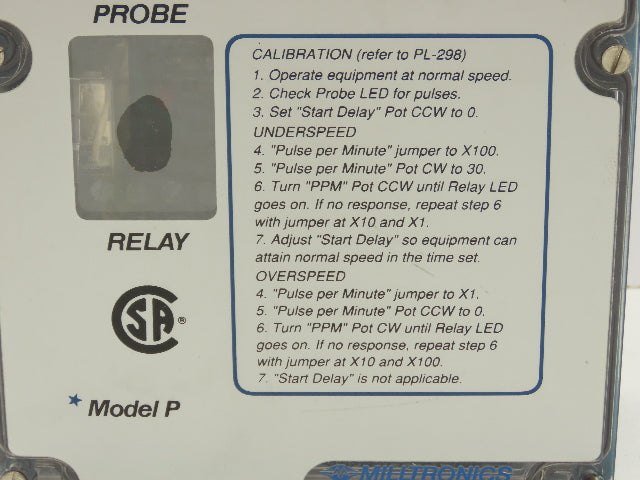 PROBE
CALIBRATION (refer to PL-298)
1. Operate equipment at normal speed.
2. Check Probe LED for pulses.
3. Set "Start Delay" Pot CCW to 0.
UNDERSPEED
4. "Pulse per Minute" jumper to X100.
5. "Pulse per Minute" Pot CW to 30.
6. Turn "PPM" Pot CCW until Relay LED
goes on. If no response, repeat step 6
with jumper at X10 and X1.
7. Adjust "Start Delay" so equipment can
attain normal speed in the time set.
OVERSPEED
4. "Pulse per Minute" jumper to X1.
5. "Pulse per Minute" Pot CCW to 0.
6. Turn "PPM" Pot CW until Relay LED
goes on. If no response, repeat step 6
with jumper at X10 and X100.
7. "Start Delay" is not applicable.
RELAY
CSA®
★ Model P
MILLTRONICS